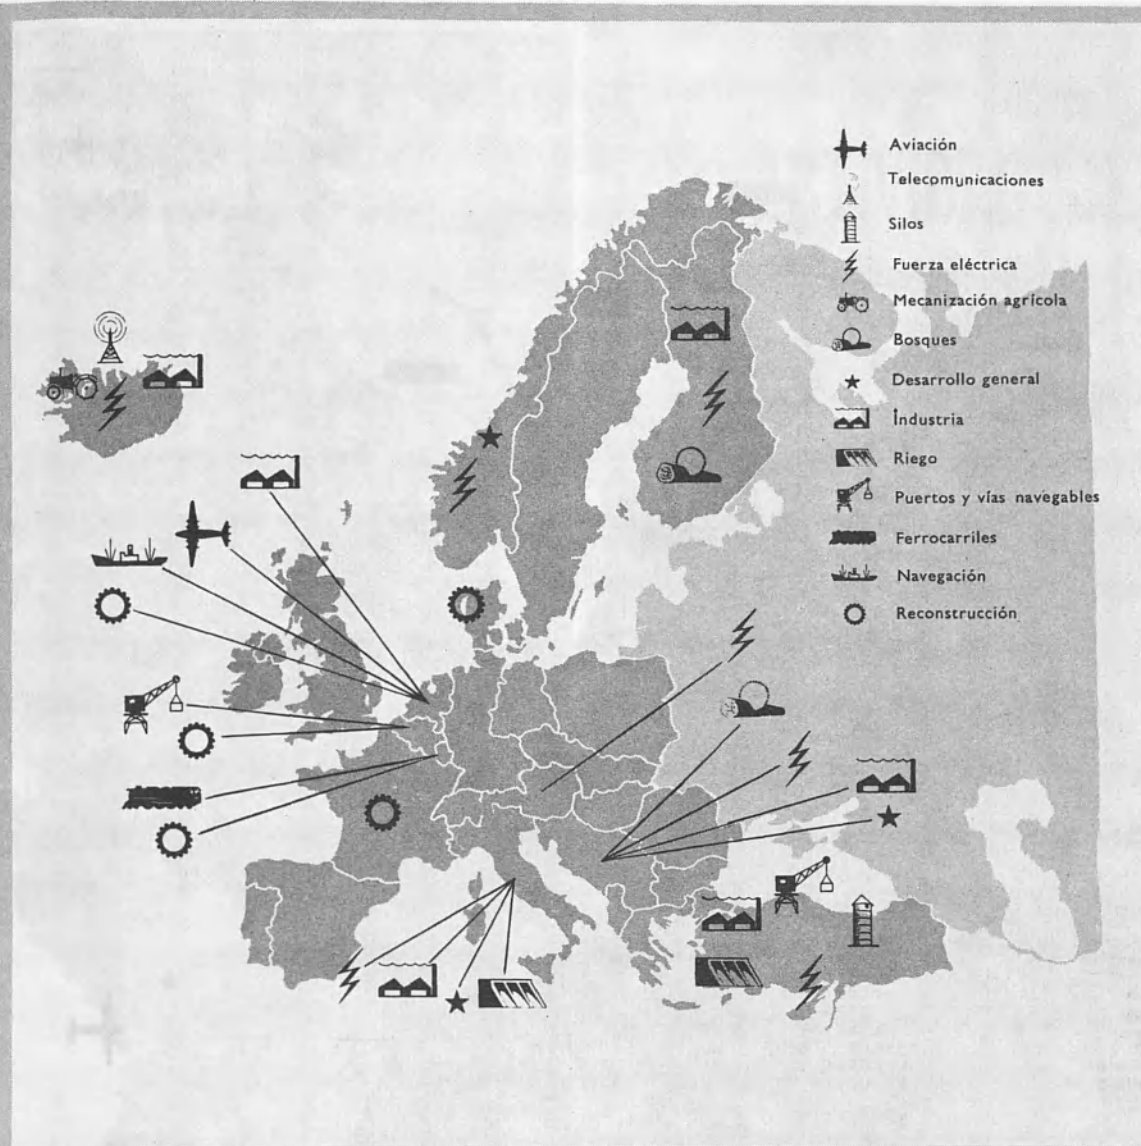 Aviación
Telecomunicaciones
Silos
Fuerza eléctrica
Mecanización agrícola
Bosques
Desarrollo general
Industria
Riego
Puertos y vías navegables
Ferrocarriles
Navegación
Reconstrucción